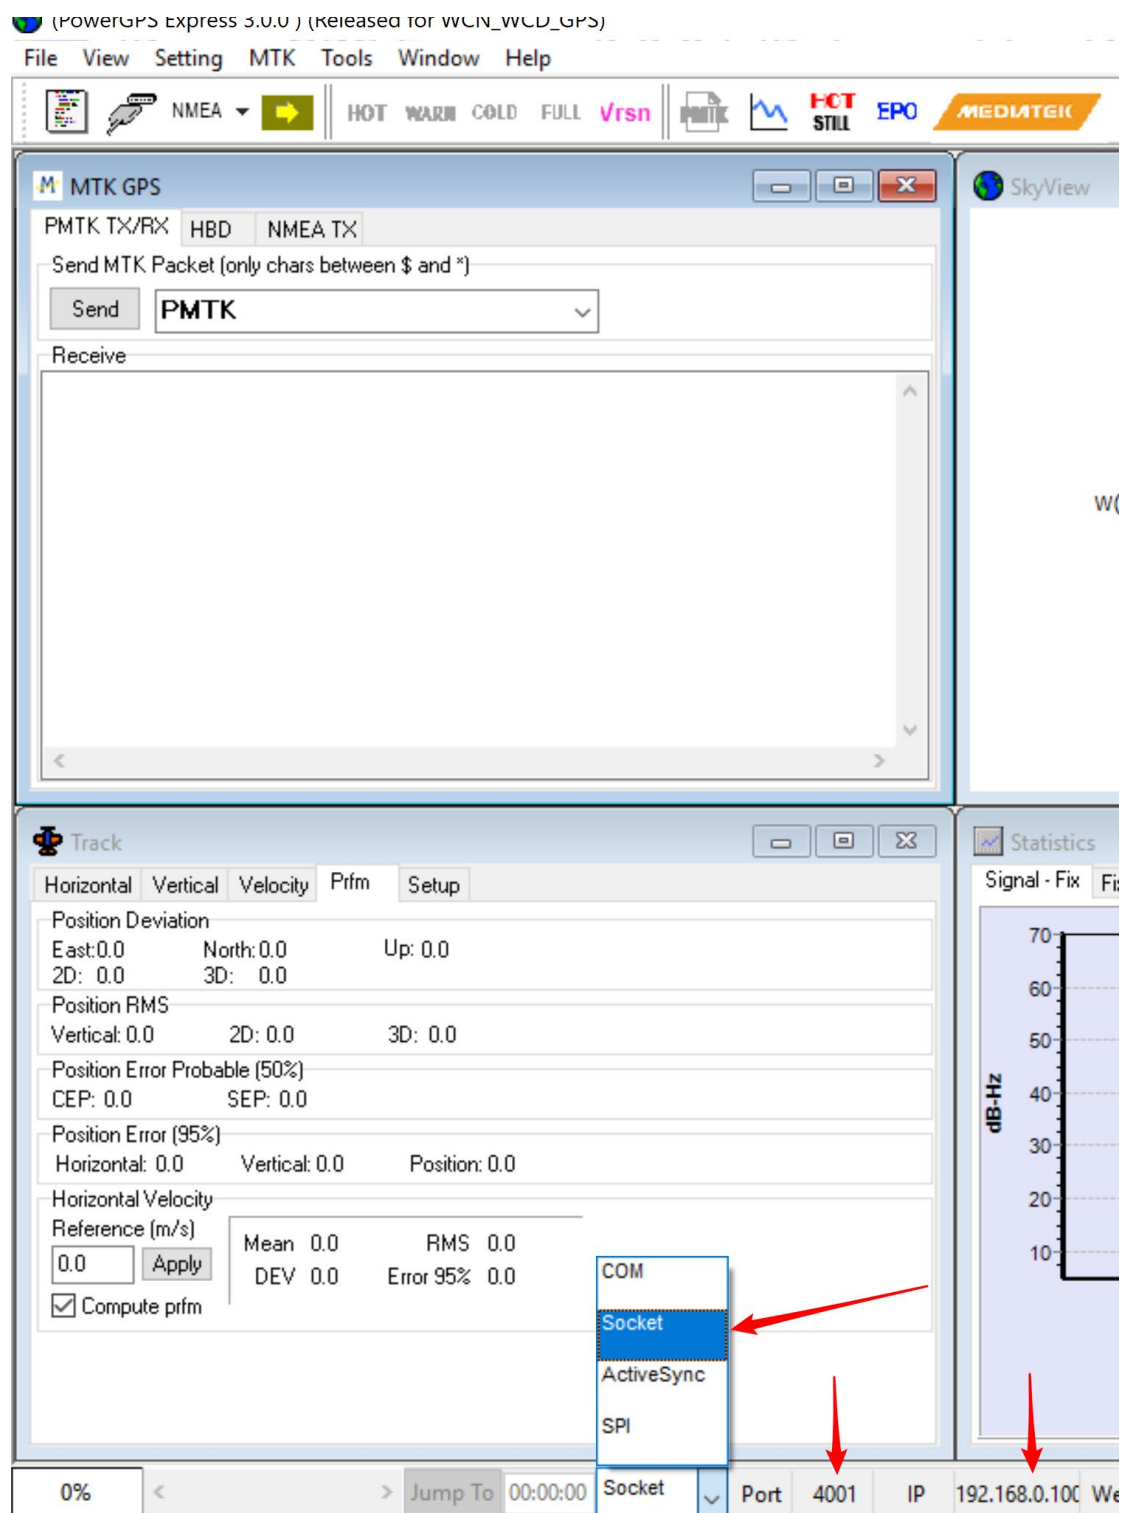 (PowerGPS Express 3.0.0 ) (Released for WCN_WCD_GPS)
File View Setting MTK Tools Window Help
NMEA HOT WARM COLD FULL Vrsn PMTK HOT STILL EPO MEDIATEK
MTK GPS
PMTK TX/RX HBD NMEA TX
Send MTK Packet (only chars between $ and *)
Send PMTK
Receive
SkyView
Track
Horizontal Vertical Velocity Prfm Setup
Position Deviation
East:0.0 North: 0.0 Up: 0.0
2D: 0.0 3D: 0.0
Position RMS
Vertical: 0.0 2D: 0.0 3D: 0.0
Position Error Probable (50%)
CEP: 0.0 SEP: 0.0
Position Error (95%)
Horizontal: 0.0 Vertical: 0.0 Position: 0.0
Horizontal Velocity
Reference (m/s)
0.0 Apply
Mean 0.0 RMS 0.0
DEV 0.0 Error 95% 0.0
Compute prfm
Statistics
Signal - Fix
70
60
50
40
30
20
10
dB-Hz
COM
Socket
ActiveSync
SPI
0% Jump To 00:00:00 Socket Port 4001 IP 192.168.0.100